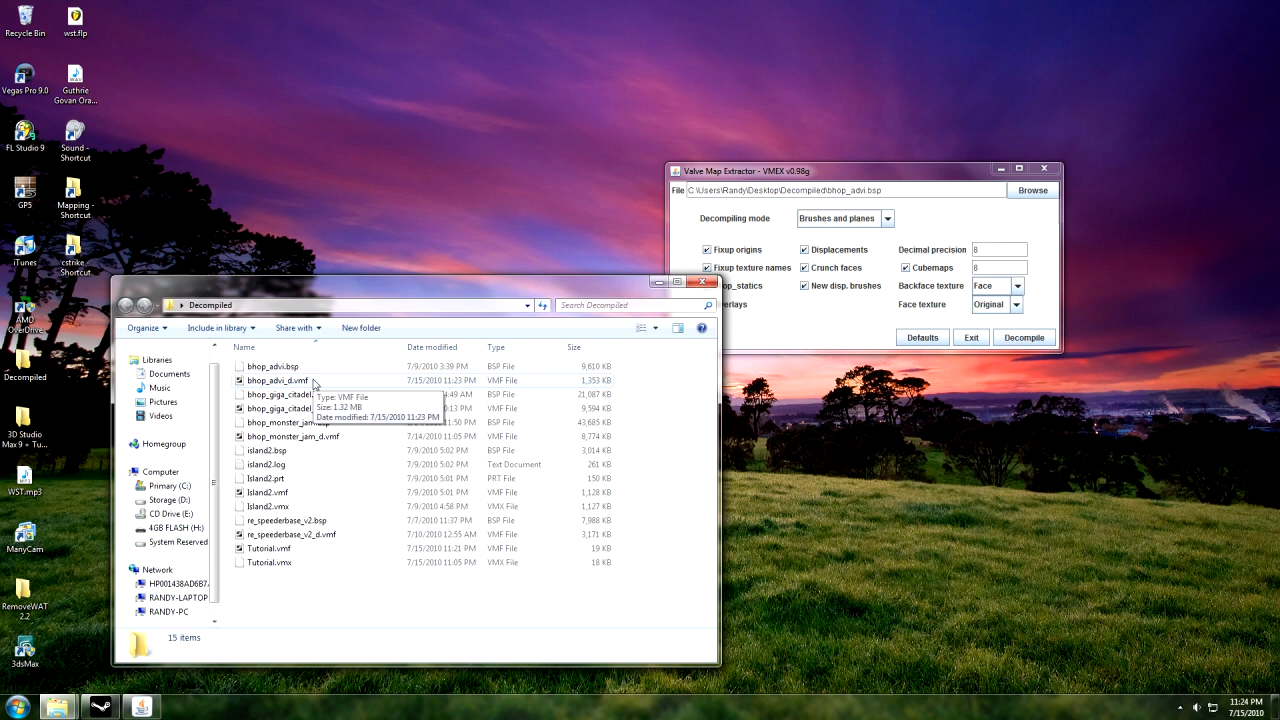 Recycle Bin
wst.flp
Vegas Pro 9.0
Guthrie
Govan Ora...
FL Studio 9
Sound -
Shortcut
GP5
Mapping -
Shortcut
iTunes
cstrike -
Shortcut
AMD
OverDrive
Decompiled
3D Studio
Max 9 + Tu...
WST.mp3
ManyCam
RemoveWAT
2.2
3dsMax
Valve Map Extractor - VMEX v0.98g
File C:\Users\Randy\Desktop\Decompiled\bhop_advi.bsp Browse
Decompiling mode Brushes and planes
Fixup origins Displacements Decimal precision 8
Fixup texture names Crunch faces Cubemaps 8
New disp. brushes Backface texture Face
Face texture Original
Defaults Exit Decompile
Decompiled
Search Decompiled
Organize Include in library Share with New folder
Name Date modified Type Size
Libraries
Documents
Music
Pictures
Videos
Homegroup
Computer
Primary (C:)
Storage (D:)
CD Drive (E:)
4GB FLASH (H:)
System Reserved
Network
HP001438AD6B7
RANDY-LAPTOP
RANDY-PC
bhop_advi.bsp 7/9/2010 3:39 PM BSP File 9,610 KB
bhop_advi_d.vmf 7/15/2010 11:23 PM VMF File 1,353 KB
bhop_giga_citadel :49 AM BSP File 21,087 KB
bhop_giga_citadel :13 PM VMF File 9,594 KB
bhop_monster_jam.bsp 11:50 PM BSP File 43,685 KB
bhop_monster_jam_d.vmf 7/14/2010 11:05 PM VMF File 8,774 KB
island2.bsp 7/9/2010 5:02 PM BSP File 3,014 KB
island2.log 7/9/2010 5:02 PM Text Document 261 KB
Island2.prt 7/9/2010 5:01 PM PRT File 150 KB
Island2.vmf 7/9/2010 5:01 PM VMF File 1,128 KB
Island2.vmx 7/9/2010 4:58 PM VMX File 1,127 KB
re_speederbase_v2.bsp 7/7/2010 11:37 PM BSP File 7,988 KB
re_speederbase_v2_d.vmf 7/10/2010 12:55 AM VMF File 3,171 KB
Tutorial.vmf 7/15/2010 11:21 PM VMF File 19 KB
Tutorial.vmx 7/15/2010 11:05 PM VMX File 18 KB
Type: VMF File
Size: 1.32 MB
Date modified: 7/15/2010 11:23 PM
15 items
11:24 PM
7/15/2010